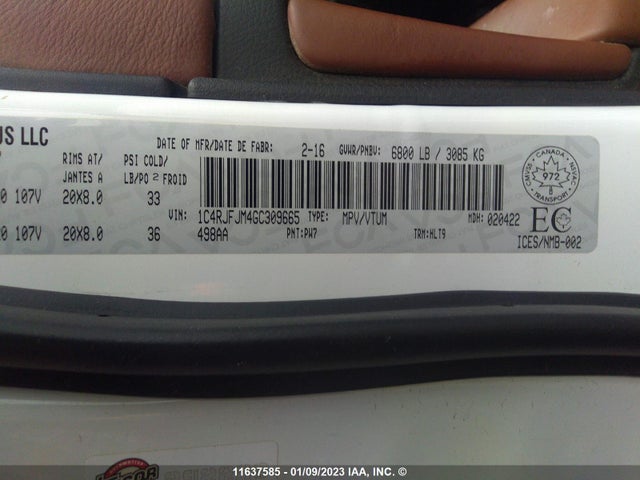 US LLC
DATE OF MFR/DATE DE FABR: 2-16 GVWR/PNBV: 6800 LB / 3085 KG
RIMS AT/ PSI COLD/
JANTES A LB/PO 2 FROID
0 107V 20X8.0 33
VIN: 1C4RJFJM4GC309665 TYPE: MPV/VTUM MDH: 020422
20 107V 20X8.0 36 498AA PNT:PW7 TRM:HLT9
CANADA
CMVSS NSVAC
972
TRANSPORT
EC
ICES/NMB-002
11637585 - 01/09/2023 IAA, INC. ©